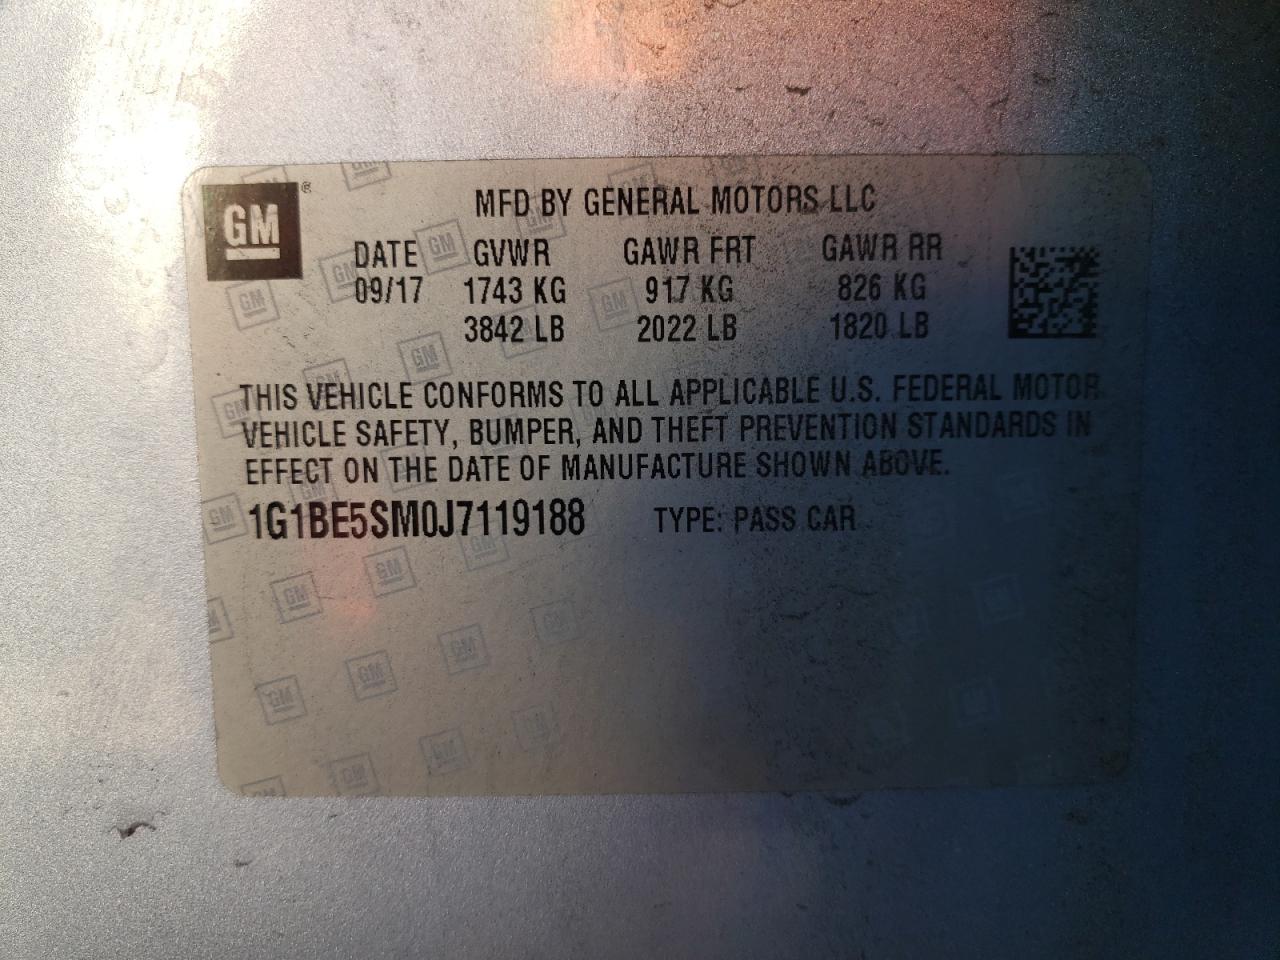 GM ®
MFD BY GENERAL MOTORS LLC
DATE GVWR GAWR FRT GAWR RR
09/17 1743 KG 917 KG 826 KG
3842 LB 2022 LB 1820 LB
THIS VEHICLE CONFORMS TO ALL APPLICABLE U.S. FEDERAL MOTOR
VEHICLE SAFETY, BUMPER, AND THEFT PREVENTION STANDARDS IN
EFFECT ON THE DATE OF MANUFACTURE SHOWN ABOVE.
1G1BE5SM0J7119188 TYPE: PASS CAR